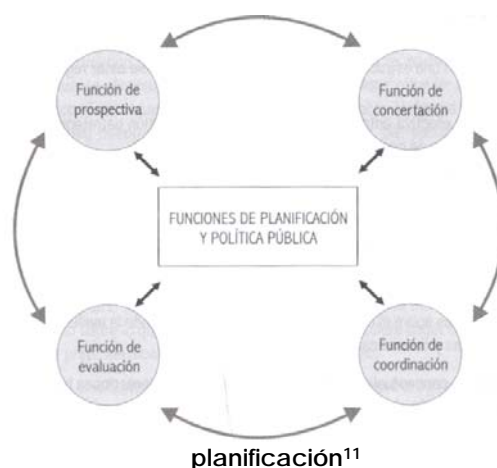 Función de
prospectiva
Función de
concertación
FUNCIONES DE PLANIFICACIÓN
Y POLÍTICA PÚBLICA
Función de
evaluación
Función de
coordinación
planificación¹¹